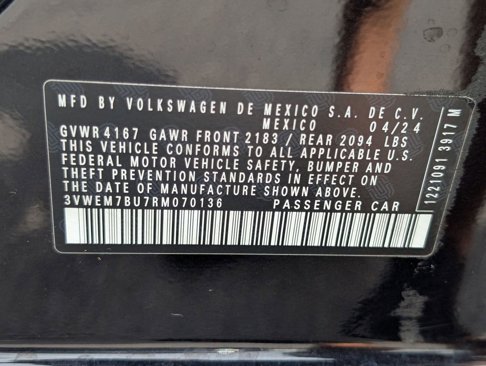 MFD BY VOLKSWAGEN DE MEXICO S.A. DE C.V.
MEXICO 04/24
GVWR 4167 GAWR FRONT 2183 / REAR 2094 LBS
THIS VEHICLE CONFORMS TO ALL APPLICABLE U.S.
FEDERAL MOTOR VEHICLE SAFETY, BUMPER AND
THEFT PREVENTION STANDARDS IN EFFECT ON
THE DATE OF MANUFACTURE SHOWN ABOVE.
3VWEM7BU7RM070136 PASSENGER CAR
1221091 3917 M